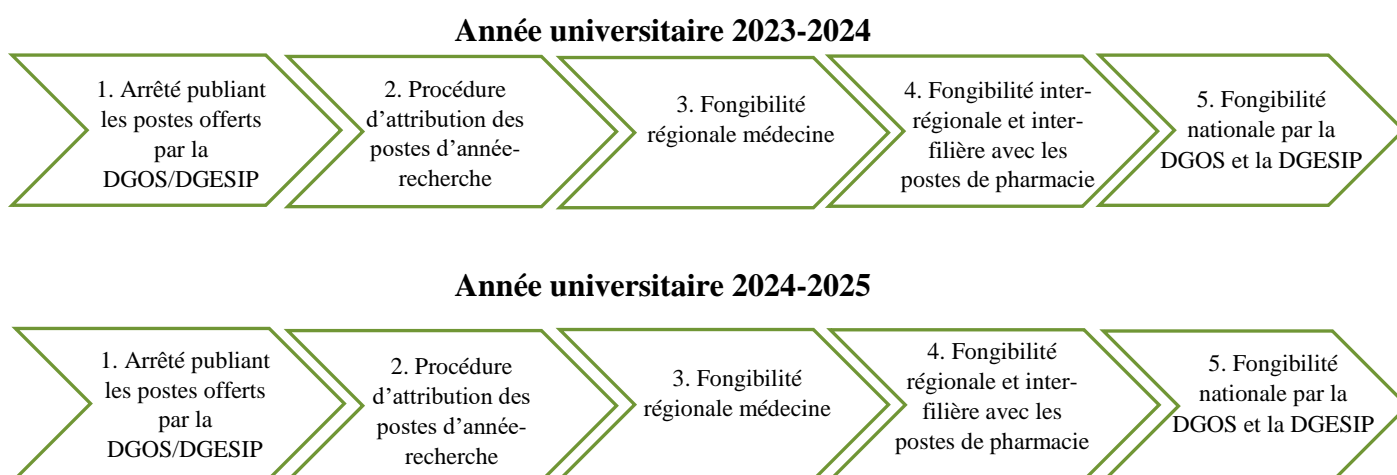 Année universitaire 2023-2024
1. Arrêté publiant
les postes offerts
par la
DGOS/DGESIP
2. Procédure
d’attribution des
postes d’année-
recherche
3. Fongibilité
régionale médecine
4. Fongibilité inter-
régionale et inter-
filière avec les
postes de pharmacie
5. Fongibilité
nationale par la
DGOS et la DGESIP
Année universitaire 2024-2025
1. Arrêté publiant
les postes offerts
par la
DGOS/DGESIP
2. Procédure
d’attribution des
postes d’année-
recherche
3. Fongibilité
régionale médecine
4. Fongibilité
régionale et inter-
filière avec les
postes de pharmacie
5. Fongibilité
nationale par la
DGOS et la DGESIP